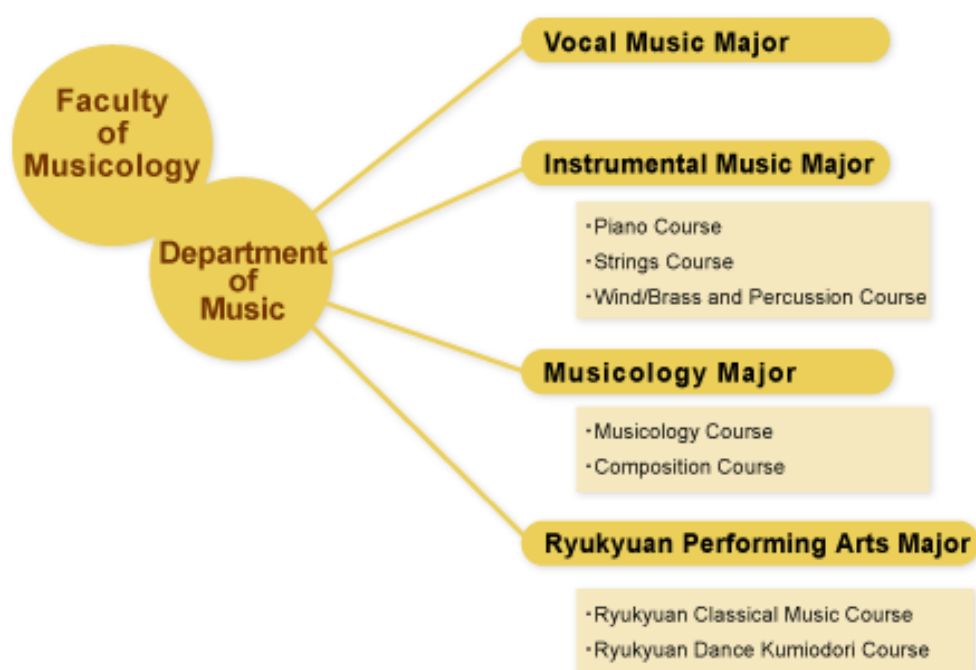 Faculty
of
Musicology
Department
of
Music
Vocal Music Major
Instrumental Music Major
・Piano Course
・Strings Course
・Wind/Brass and Percussion Course
Musicology Major
・Musicology Course
・Composition Course
Ryukyuan Performing Arts Major
・Ryukyuan Classical Music Course
・Ryukyuan Dance Kumiodori Course